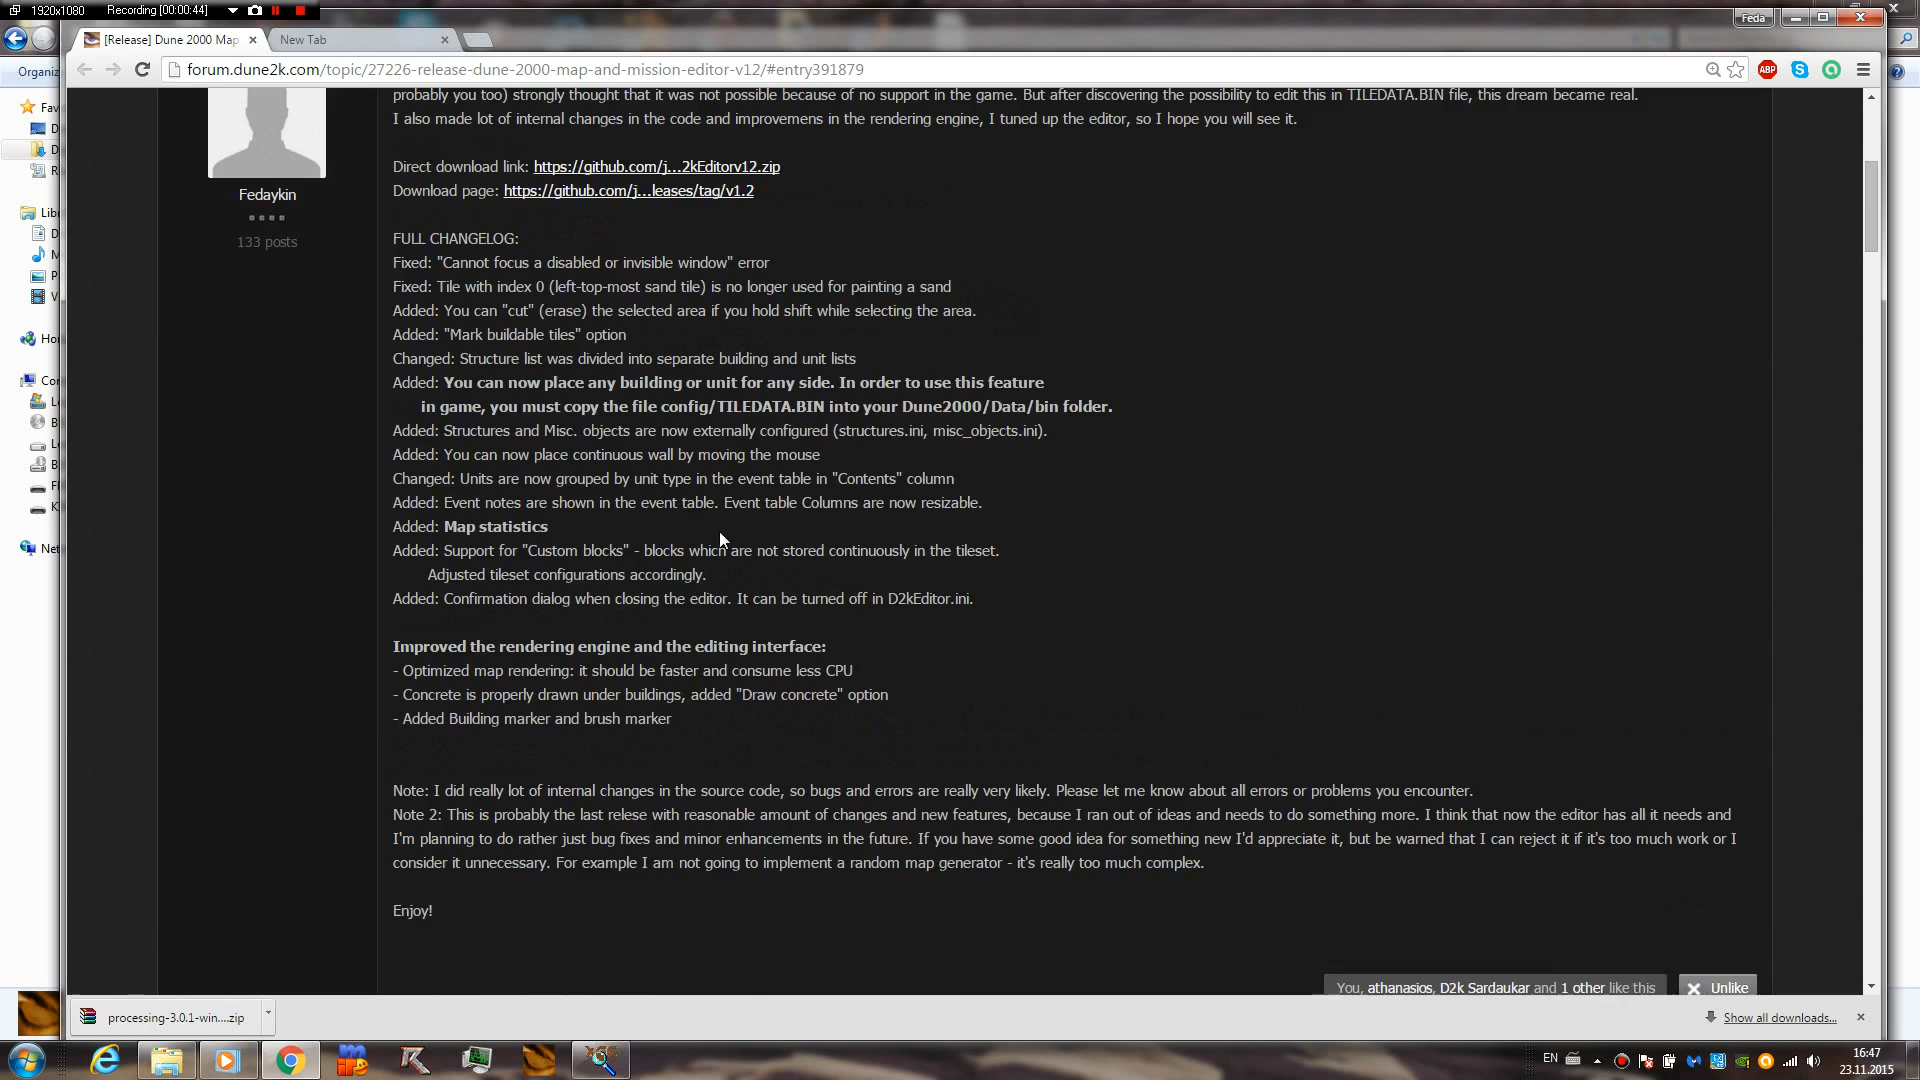 1920x1080 Recording [00:00:44]
Feda
[Release] Dune 2000 Map
New Tab
forum.dune2k.com/topic/27226-release-dune-2000-map-and-mission-editor-v12/#entry391879
ABP
Organiz
Fav
D
D
R
Lib
D
M
P
V
Ho
Co
L
B
L
B
Fl
K
Net
probably you too) strongly thought that it was not possible because of no support in the game. But after discovering the possibility to edit this in TILEDATA.BIN file, this dream became real.
I also made lot of internal changes in the code and improvemens in the rendering engine, I tuned up the editor, so I hope you will see it.
Fedaykin
133 posts
Direct download link: https://github.com/j...2kEditorv12.zip
Download page: https://github.com/j...leases/tag/v1.2
FULL CHANGELOG:
Fixed: "Cannot focus a disabled or invisible window" error
Fixed: Tile with index 0 (left-top-most sand tile) is no longer used for painting a sand
Added: You can "cut" (erase) the selected area if you hold shift while selecting the area.
Added: "Mark buildable tiles" option
Changed: Structure list was divided into separate building and unit lists
Added: You can now place any building or unit for any side. In order to use this feature
in game, you must copy the file config/TILEDATA.BIN into your Dune2000/Data/bin folder.
Added: Structures and Misc. objects are now externally configured (structures.ini, misc_objects.ini).
Added: You can now place continuous wall by moving the mouse
Changed: Units are now grouped by unit type in the event table in "Contents" column
Added: Event notes are shown in the event table. Event table Columns are now resizable.
Added: Map statistics
Added: Support for "Custom blocks" - blocks which are not stored continuously in the tileset.
Adjusted tileset configurations accordingly.
Added: Confirmation dialog when closing the editor. It can be turned off in D2kEditor.ini.
Improved the rendering engine and the editing interface:
- Optimized map rendering: it should be faster and consume less CPU
- Concrete is properly drawn under buildings, added "Draw concrete" option
- Added Building marker and brush marker
Note: I did really lot of internal changes in the source code, so bugs and errors are really very likely. Please let me know about all errors or problems you encounter.
Note 2: This is probably the last relese with reasonable amount of changes and new features, because I ran out of ideas and needs to do something more. I think that now the editor has all it needs and
I'm planning to do rather just bug fixes and minor enhancements in the future. If you have some good idea for something new I'd appreciate it, but be warned that I can reject it if it's too much work or I
consider it unnecessary. For example I am not going to implement a random map generator - it's really too much complex.
Enjoy!
You, athanasios, D2k Sardaukar and 1 other like this
Unlike
processing-3.0.1-win....zip
Show all downloads...
EN
16:47
23.11.2015